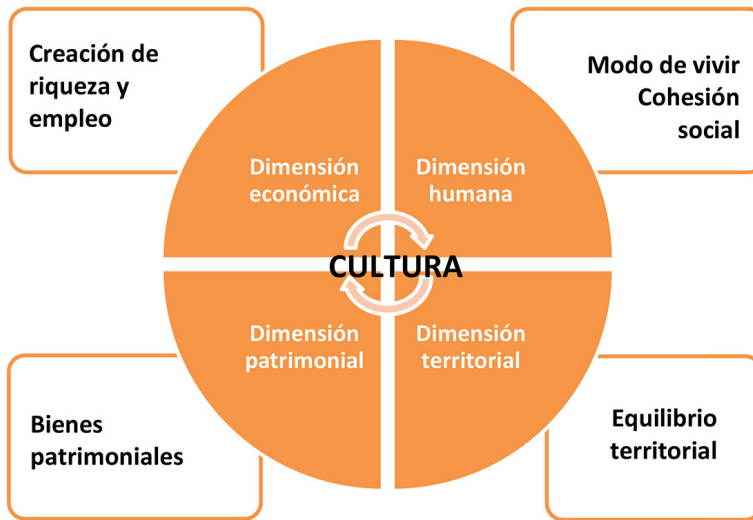 Creación de
riqueza y
empleo
Modo de vivir
Cohesión
social
Dimensión
económica
Dimensión
humana
CULTURA
Dimensión
patrimonial
Dimensión
territorial
Bienes
patrimoniales
Equilibrio
territorial